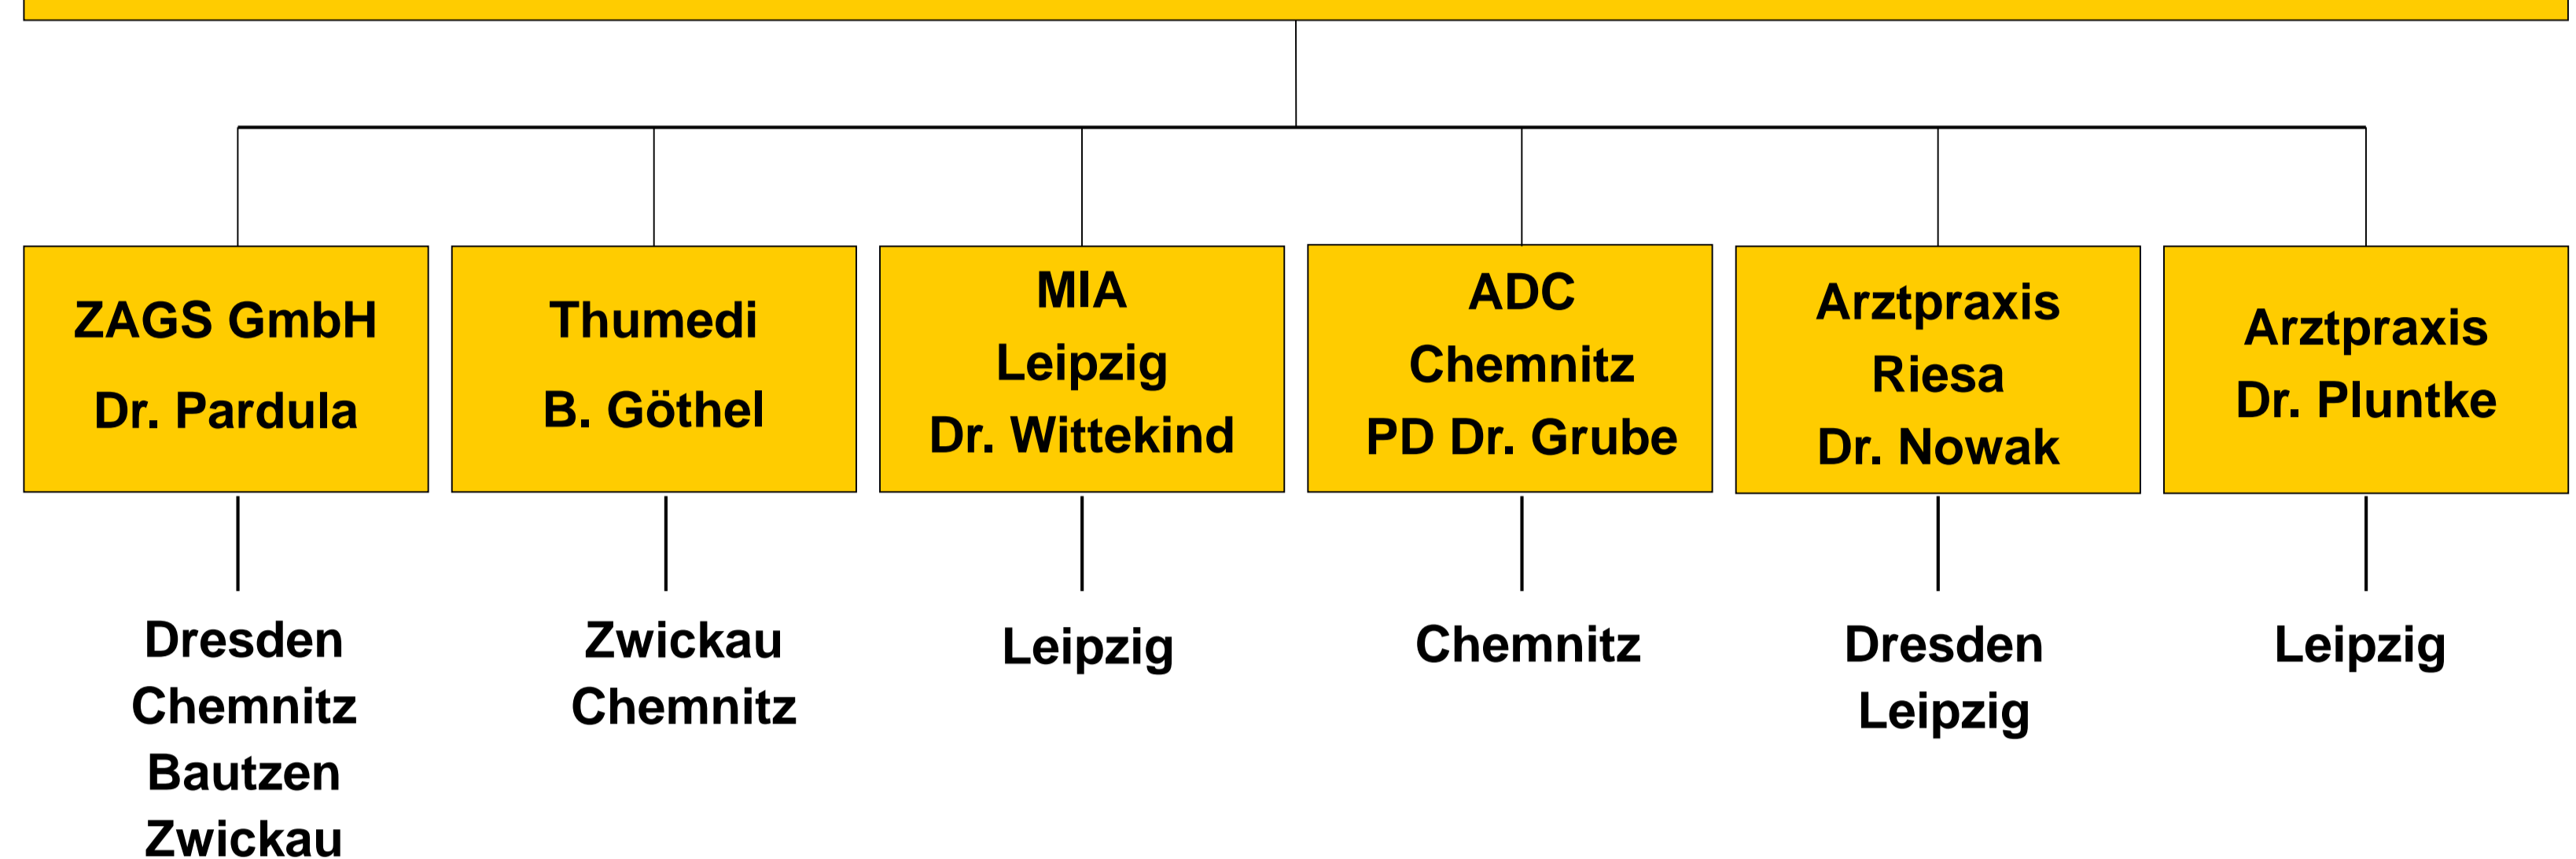 ZAGS GmbH
Dr. Pardula
Thumedi
B. Göthel
MIA
Leipzig
Dr. Wittekind
ADC
Chemnitz
PD Dr. Grube
Arztpraxis
Riesa
Dr. Nowak
Arztpraxis
Dr. Pluntke
Dresden
Chemnitz
Bautzen
Zwickau
Zwickau
Chemnitz
Leipzig
Chemnitz
Dresden
Leipzig
Leipzig